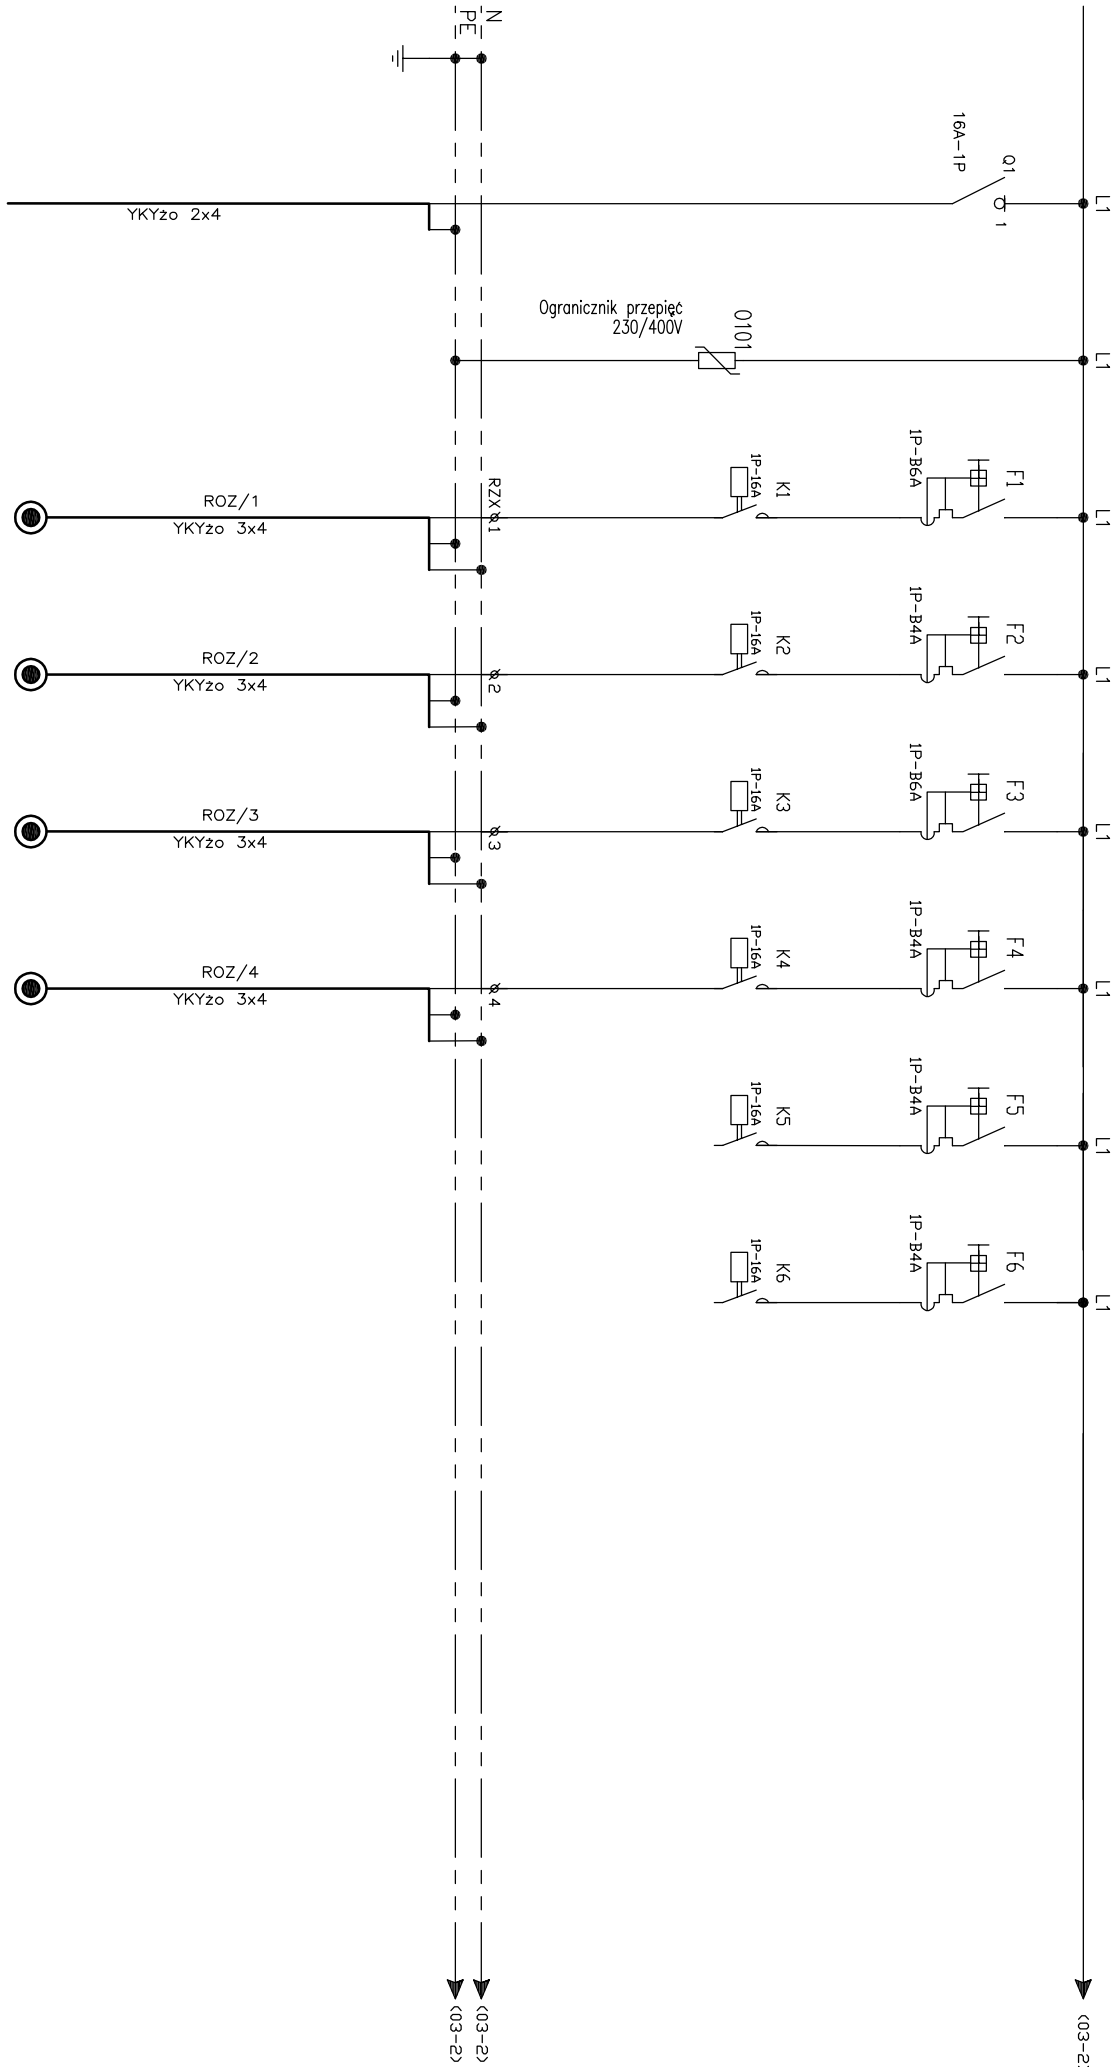 N
PE
L1
Q1
16A-1P
1
YKYżo 2x4
L1
0101
Ogranicznik przepięć
230/400V
L1
F1
1P-B6A
K1
1P-16A
RZX 1
ROZ/1
YKYżo 3x4
L1
F2
1P-B4A
K2
1P-16A
2
ROZ/2
YKYżo 3x4
L1
F3
1P-B6A
K3
1P-16A
3
ROZ/3
YKYżo 3x4
L1
F4
1P-B4A
K4
1P-16A
4
ROZ/4
YKYżo 3x4
L1
F5
1P-B4A
K5
1P-16A
L1
F6
1P-B4A
K6
1P-16A
(03-2)
(03-2)
(03-2)